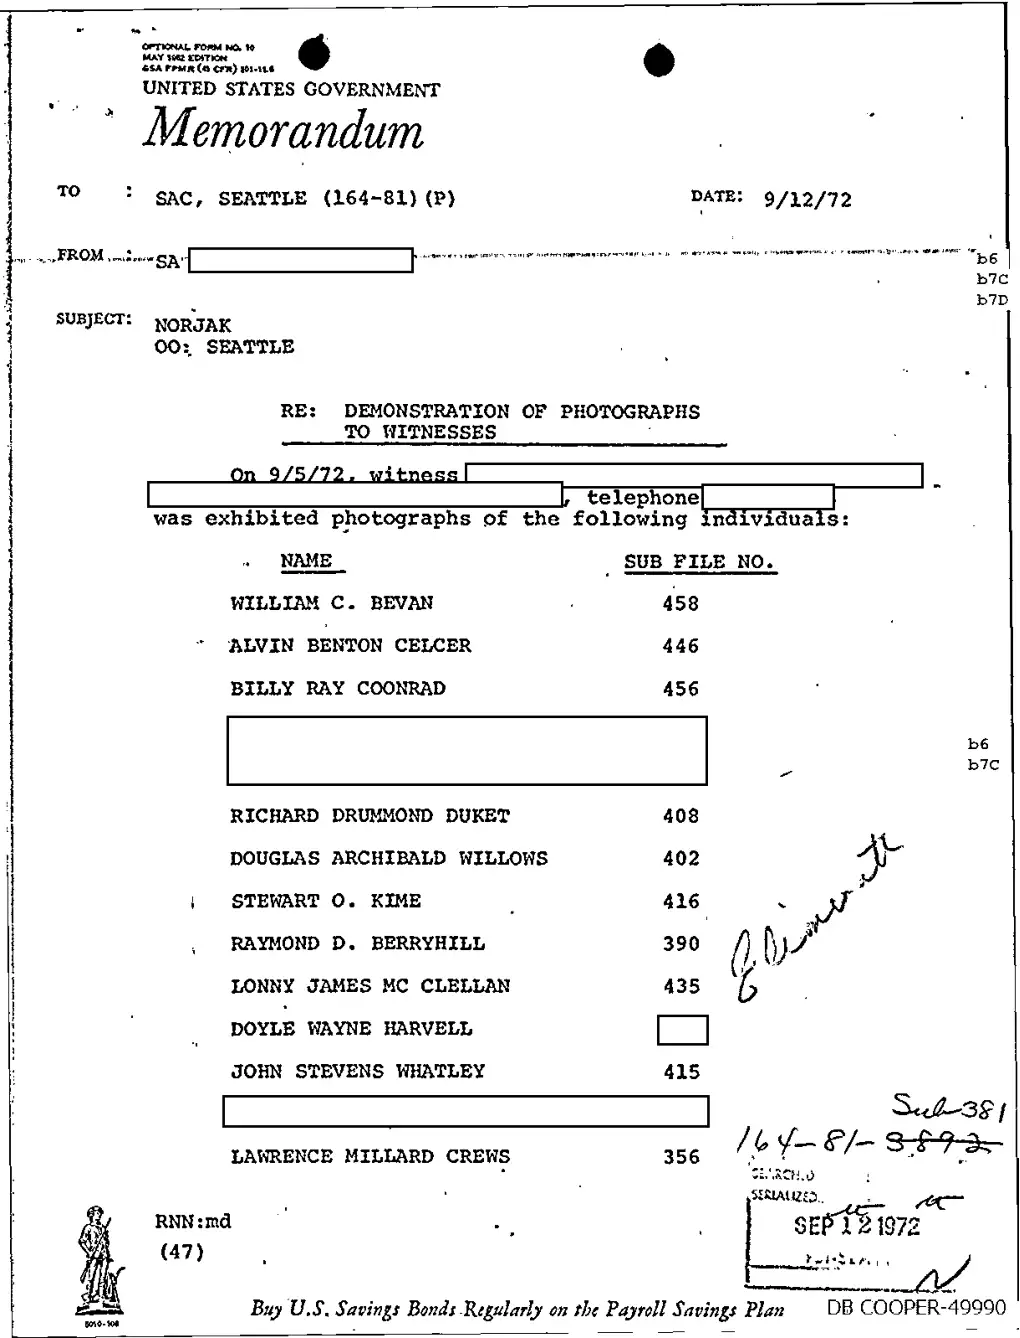 OPTIONAL FORM NO. 10
MAY 1962 EDITION
GSA FPMR (41 CFR) 101-11.6
UNITED STATES GOVERNMENT
Memorandum
TO : SAC, SEATTLE (164-81)(P) DATE: 9/12/72
FROM : SA
b6
b7C
b7D
SUBJECT: NORJAK
OO: SEATTLE
RE: DEMONSTRATION OF PHOTOGRAPHS
TO WITNESSES
On 9/5/72, witness
, telephone
was exhibited photographs of the following individuals:
NAME SUB FILE NO.
WILLIAM C. BEVAN 458
ALVIN BENTON CELCER 446
BILLY RAY COONRAD 456
b6
b7C
RICHARD DRUMMOND DUKET 408
DOUGLAS ARCHIBALD WILLOWS 402
STEWART O. KIME 416
RAYMOND D. BERRYHILL 390
LONNY JAMES MC CLELLAN 435
DOYLE WAYNE HARVELL
JOHN STEVENS WHATLEY 415
Sub-381
164-81-3892
LAWRENCE MILLARD CREWS 356
SERIALIZED
SEP 12 1972
RNN:md
(47)
5010-108
Buy U.S. Savings Bonds Regularly on the Payroll Savings Plan
DB COOPER-49990